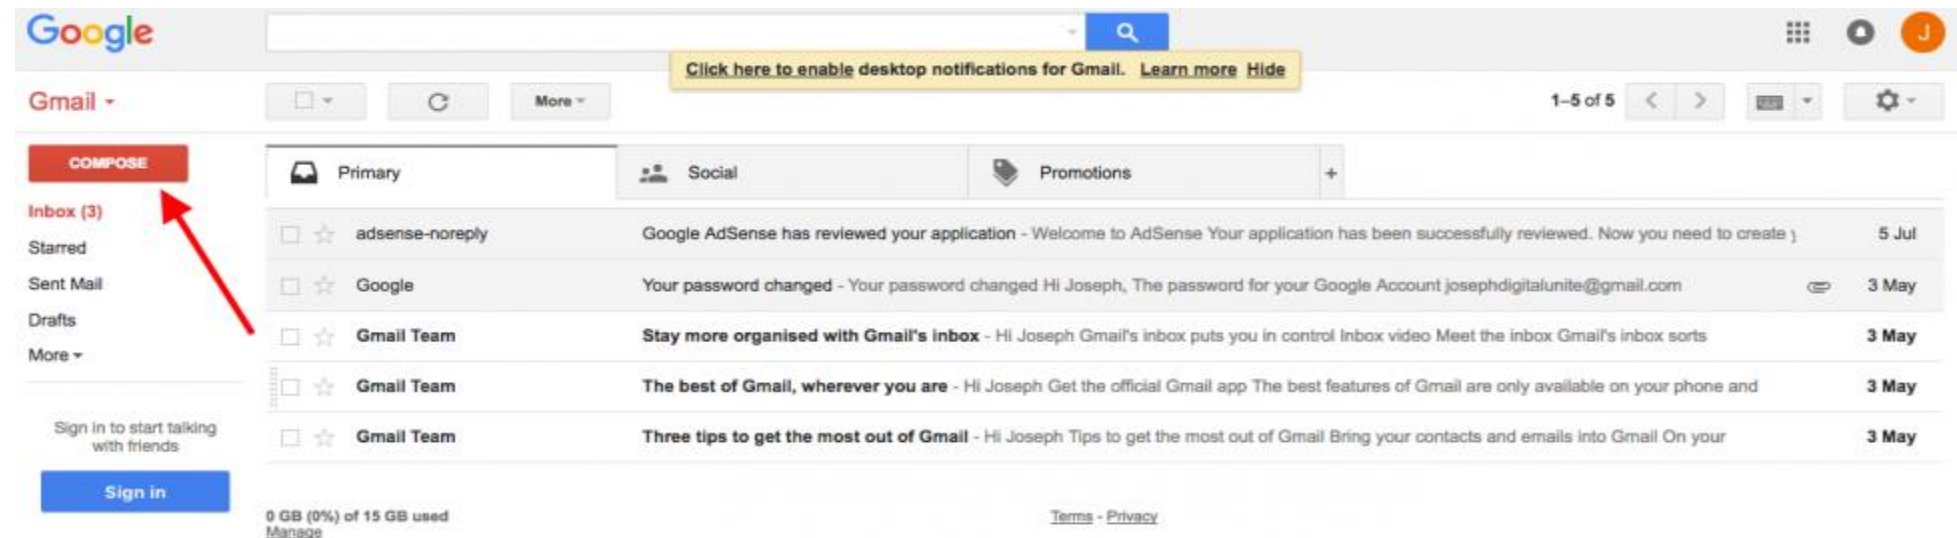 Google
Click here to enable desktop notifications for Gmail. Learn more Hide
J
Gmail
More
1–5 of 5
COMPOSE
Primary
Social
Promotions
+
Inbox (3)
Starred
Sent Mail
Drafts
More
adsense-noreply Google AdSense has reviewed your application - Welcome to AdSense Your application has been successfully reviewed. Now you need to create 5 Jul
Google Your password changed - Your password changed Hi Joseph, The password for your Google Account josephdigitalunite@gmail.com 3 May
Gmail Team Stay more organised with Gmail's inbox - Hi Joseph Gmail's inbox puts you in control Inbox video Meet the inbox Gmail's inbox sorts 3 May
Gmail Team The best of Gmail, wherever you are - Hi Joseph Get the official Gmail app The best features of Gmail are only available on your phone and 3 May
Gmail Team Three tips to get the most out of Gmail - Hi Joseph Tips to get the most out of Gmail Bring your contacts and emails into Gmail On your 3 May
Sign in to start talking
with friends
Sign in
0 GB (0%) of 15 GB used
Manage
Terms - Privacy